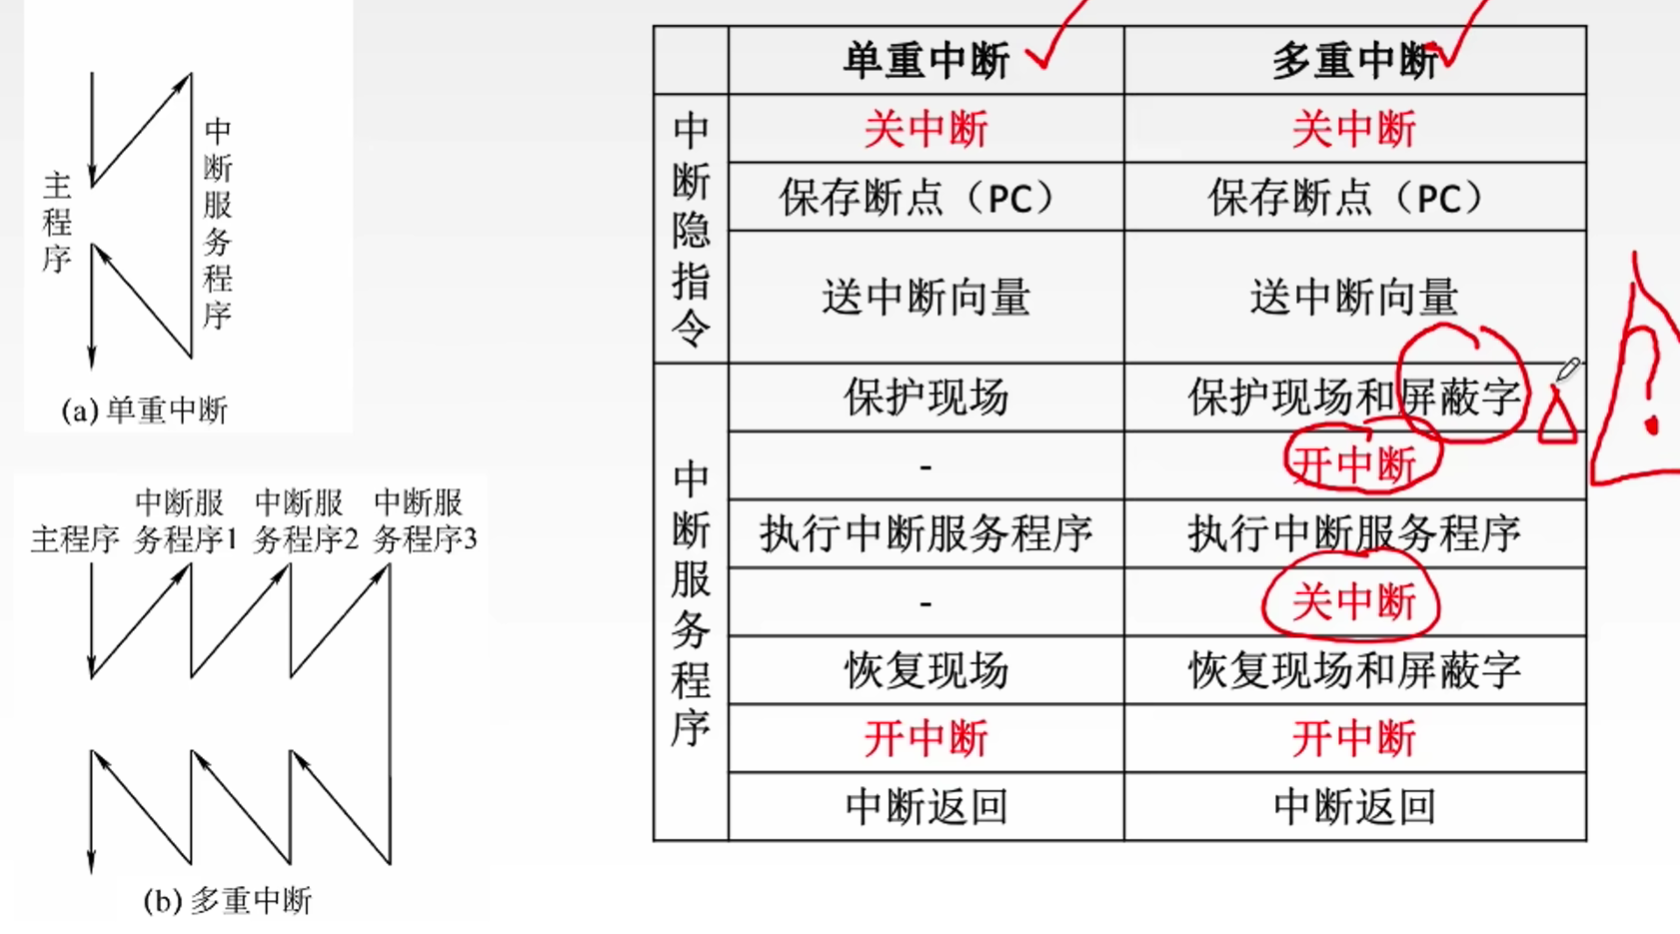 主程序
中断服务程序
(a)单重中断
主程序
中断服务程序1
中断服务程序2
中断服务程序3
(b)多重中断
单重中断
多重中断
中断隐指令
关中断
关中断
保存断点（PC）
保存断点（PC）
送中断向量
送中断向量
中断服务程序
保护现场
保护现场和屏蔽字
-
开中断
执行中断服务程序
执行中断服务程序
-
关中断
恢复现场
恢复现场和屏蔽字
开中断
开中断
中断返回
中断返回
?